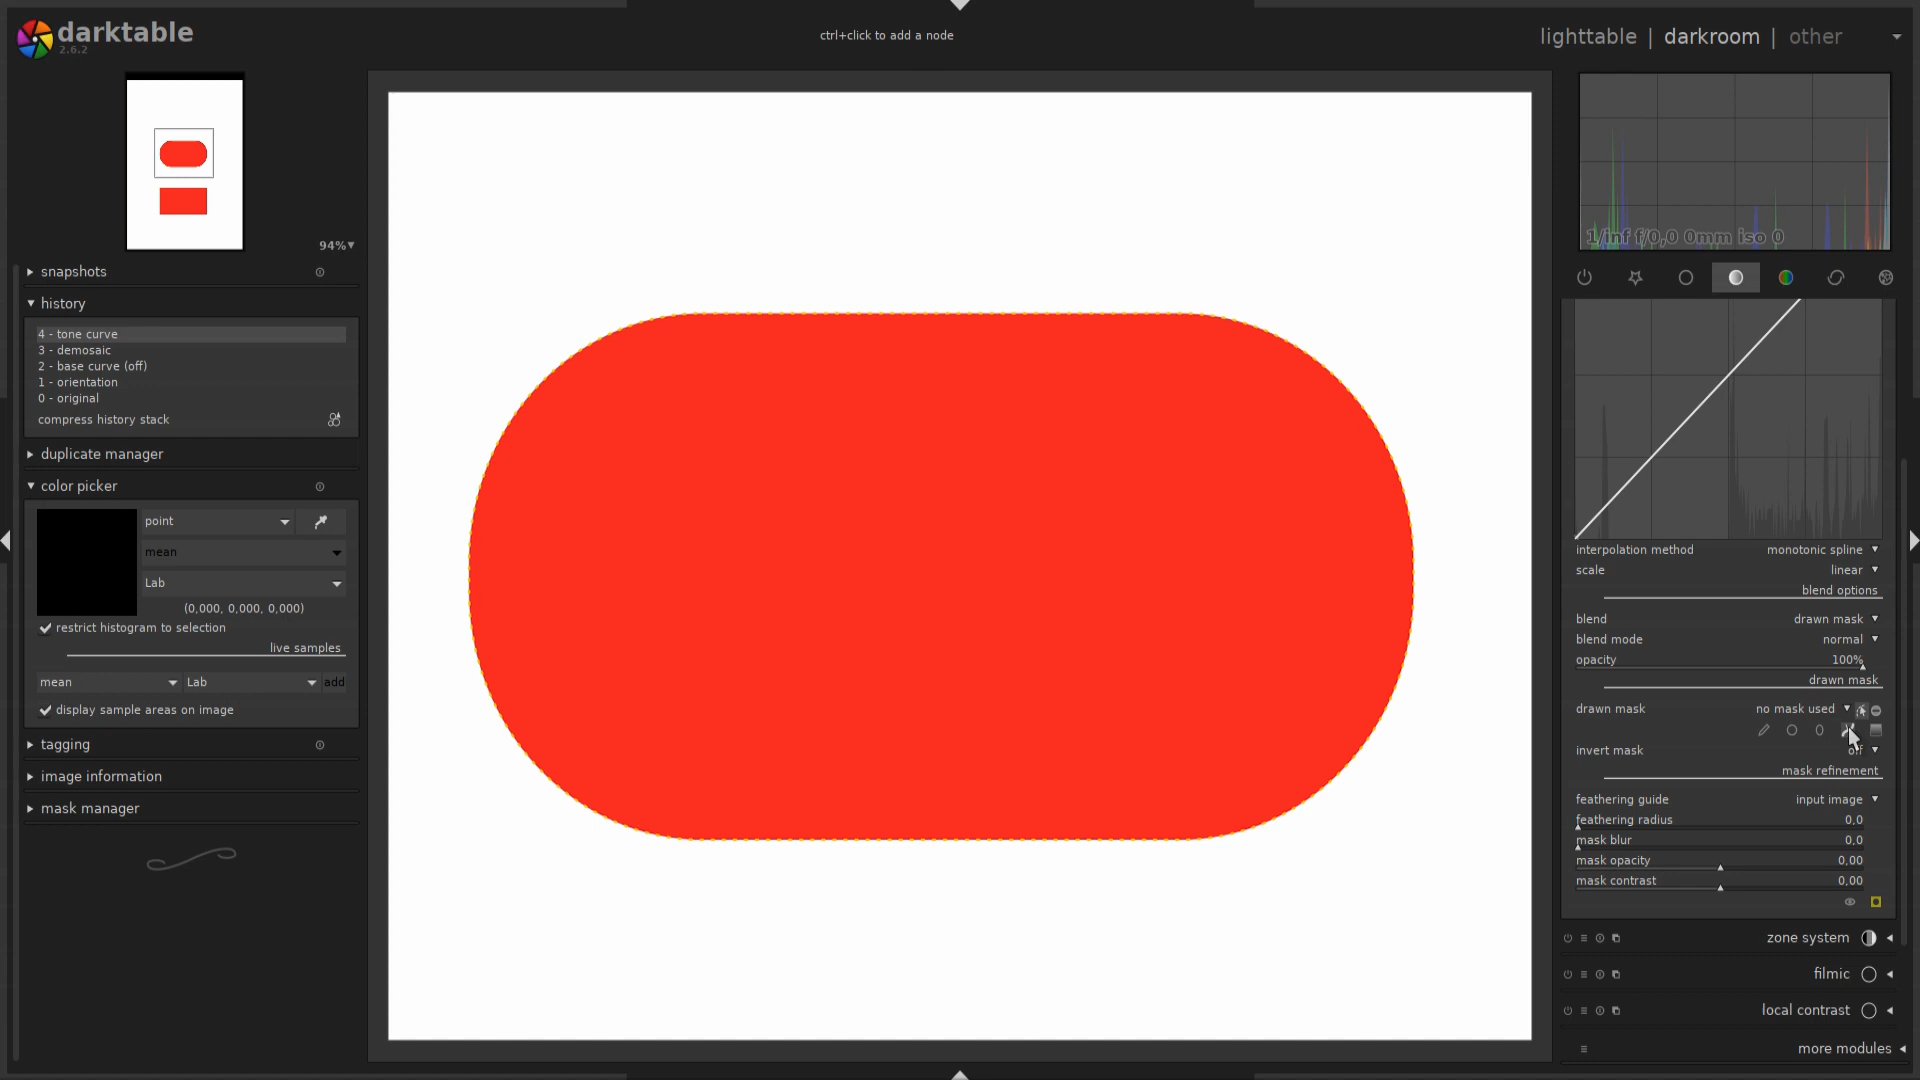 darktable
2.6.2
ctrl+click to add a node
lighttable | darkroom | other
94%
1/inf f/0,0 0mm iso 0
snapshots
history
4 - tone curve
3 - demosaic
2 - base curve (off)
1 - orientation
0 - original
compress history stack
duplicate manager
color picker
point
mean
Lab
(0,000, 0,000, 0,000)
restrict histogram to selection
live samples
mean Lab add
display sample areas on image
tagging
image information
mask manager
interpolation method monotonic spline
scale linear
blend options
blend drawn mask
blend mode normal
opacity 100%
drawn mask
drawn mask no mask used
invert mask off
mask refinement
feathering guide input image
feathering radius 0,0
mask blur 0,0
mask opacity 0,00
mask contrast 0,00
zone system
filmic
local contrast
more modules